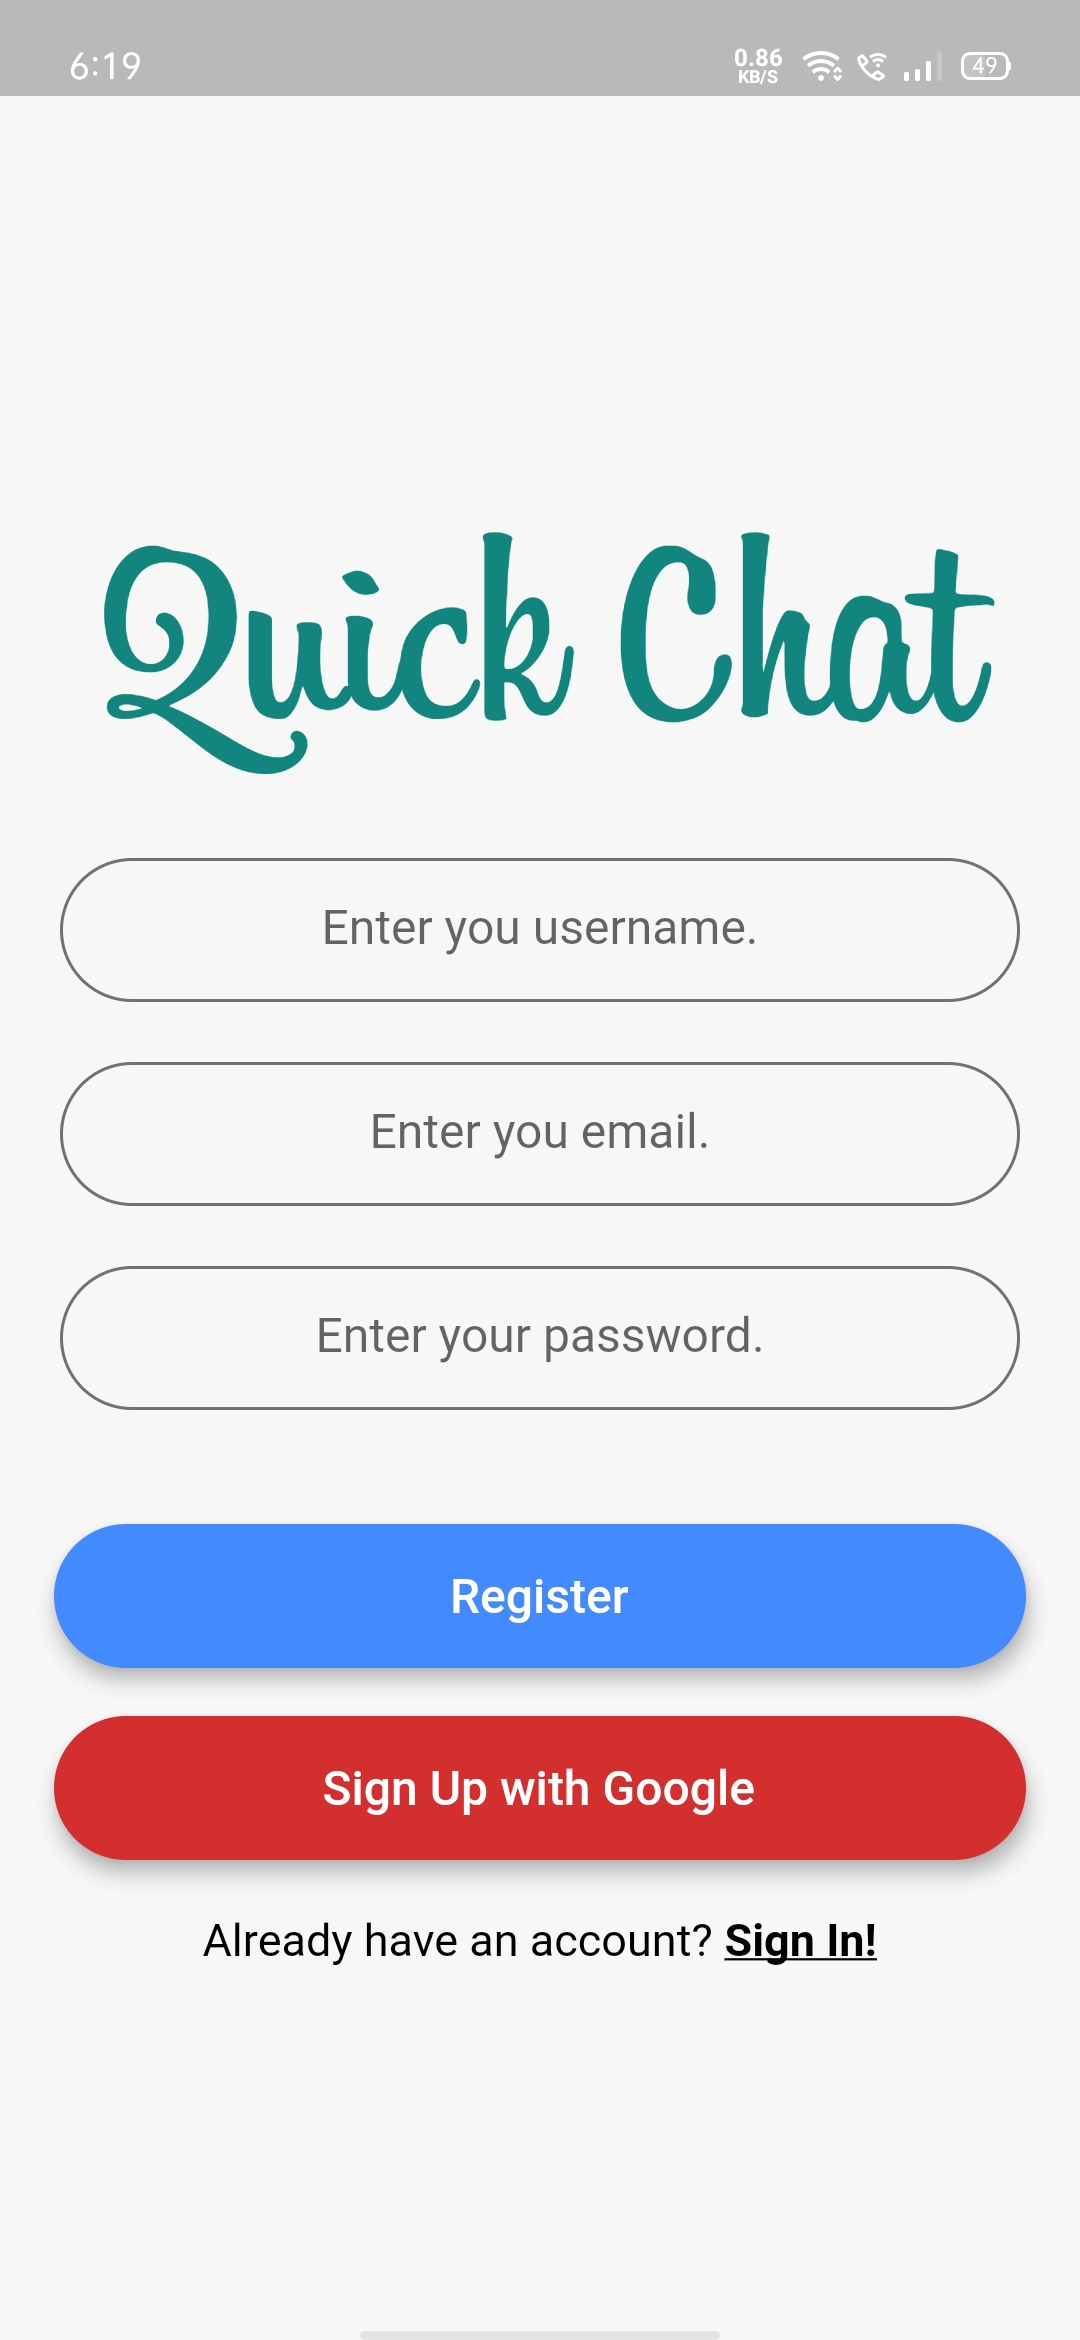 6:19
0.86
KB/S
49
Quick Chat
Enter you username.
Enter you email.
Enter your password.
Register
Sign Up with Google
Already have an account? Sign In!